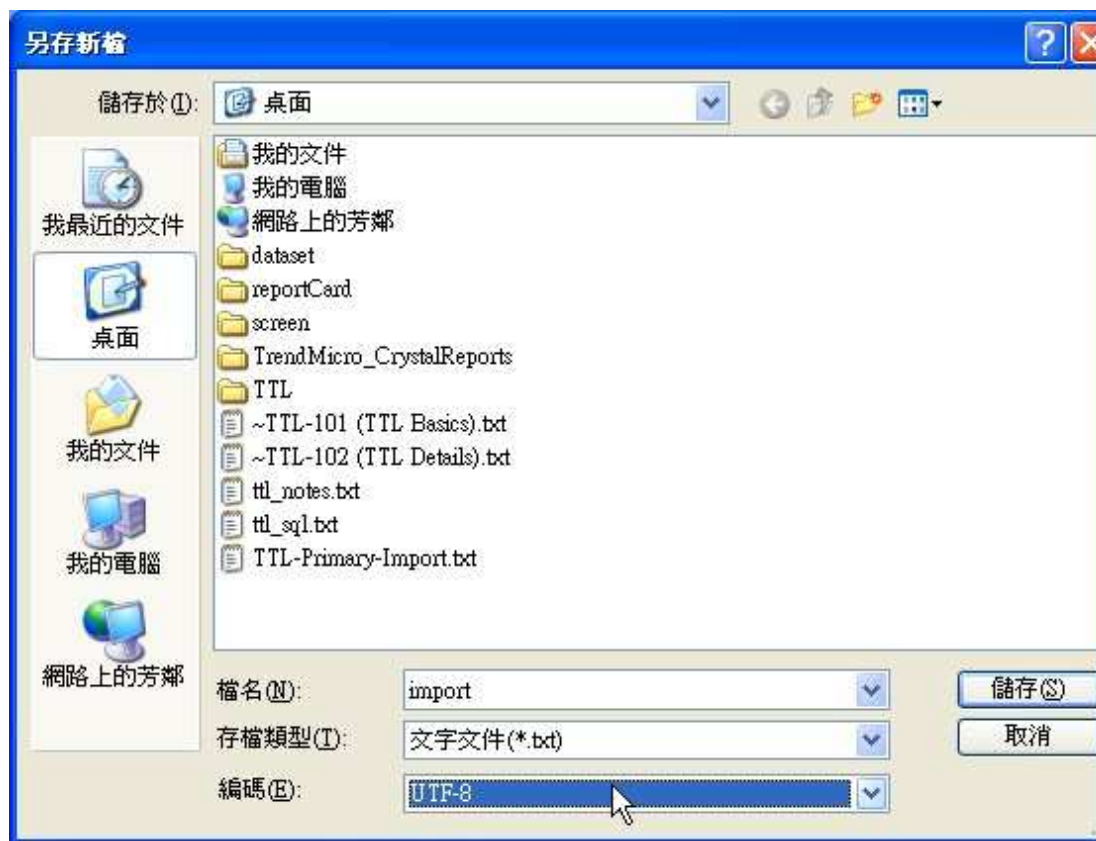 另存新檔
儲存於(I):
桌面
我最近的文件
桌面
我的文件
我的電腦
網路上的芳鄰
我的文件
我的電腦
網路上的芳鄰
dataset
reportCard
screen
TrendMicro_CrystalReports
TTL
~TTL-101 (TTL Basics).txt
~TTL-102 (TTL Details).txt
ttl_notes.txt
ttl_sql.txt
TTL-Primary-Import.txt
檔名(N):
import
儲存(S)
存檔類型(T):
文字文件(*.txt)
取消
編碼(E):
UTF-8